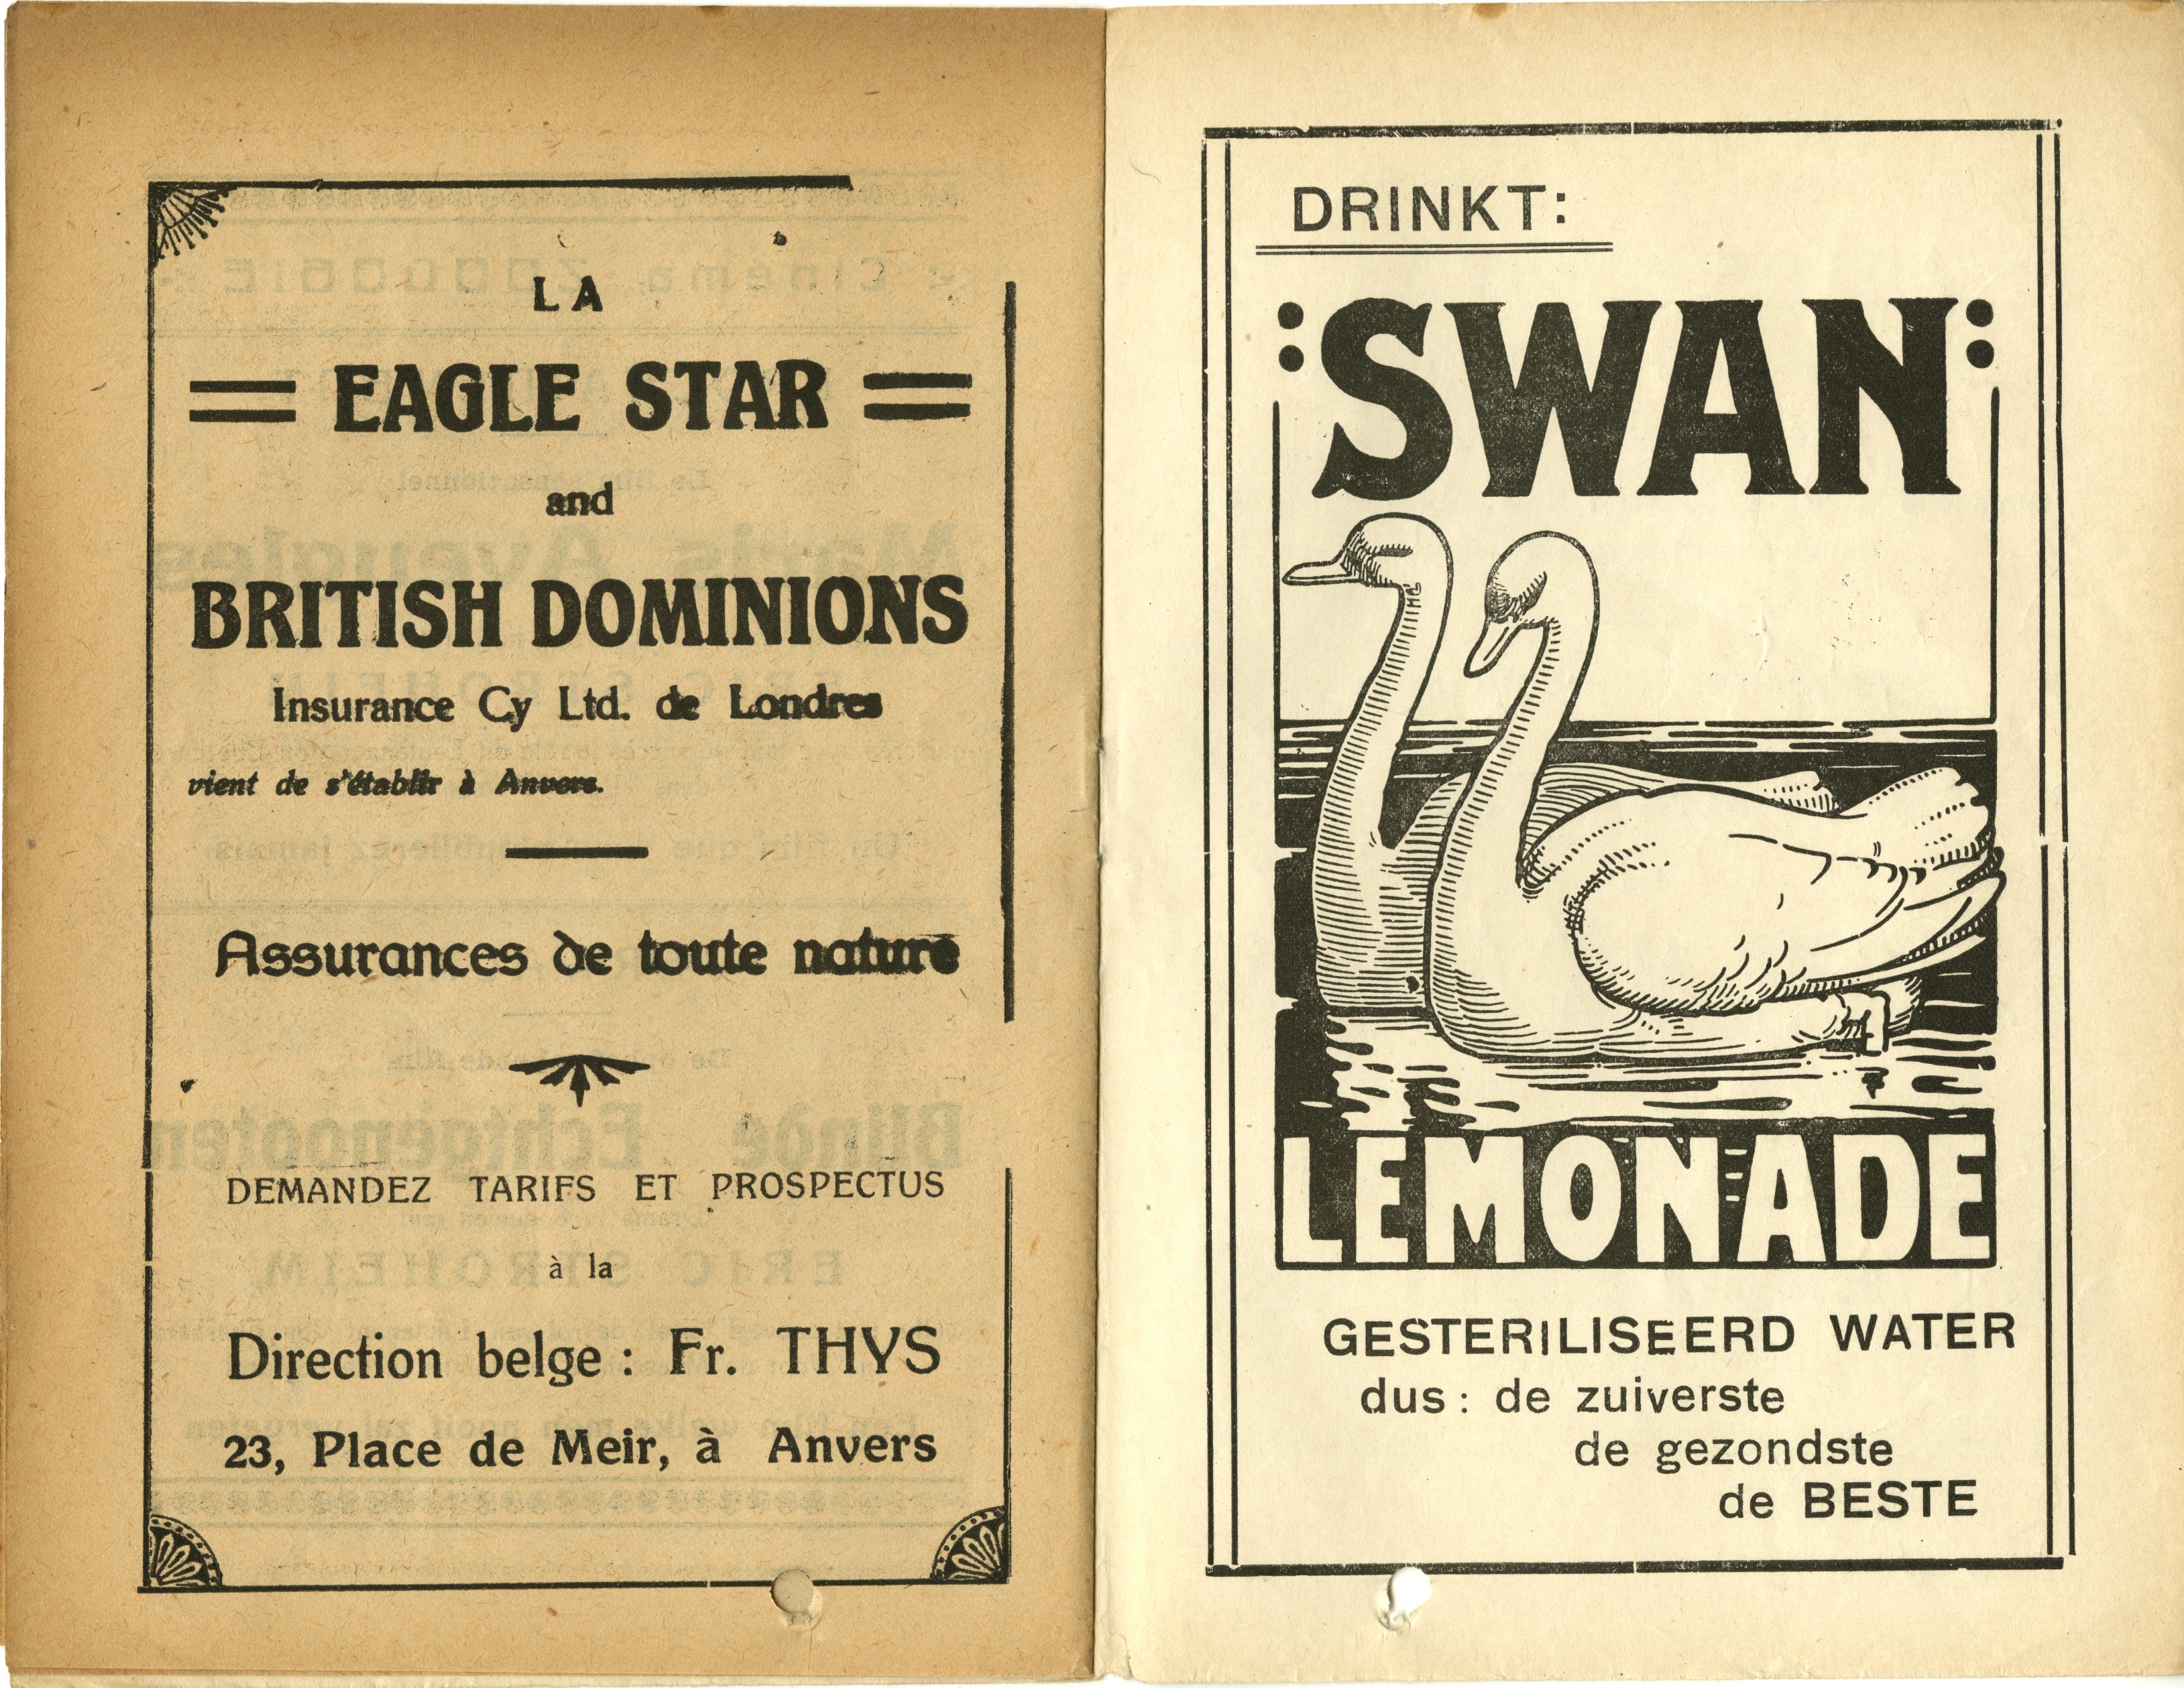 LA
EAGLE STAR
and
BRITISH DOMINIONS
Insurance Cy Ltd. de Londres
vient de s'établir à Anvers.
Assurances de toute nature
DEMANDEZ TARIFS ET PROSPECTUS
à la
Direction belge : Fr. THYS
23, Place de Meir, à Anvers
DRINKT:
:SWAN:
LEMONADE
GESTERILISEERD WATER
dus : de zuiverste
de gezondste
de BESTE